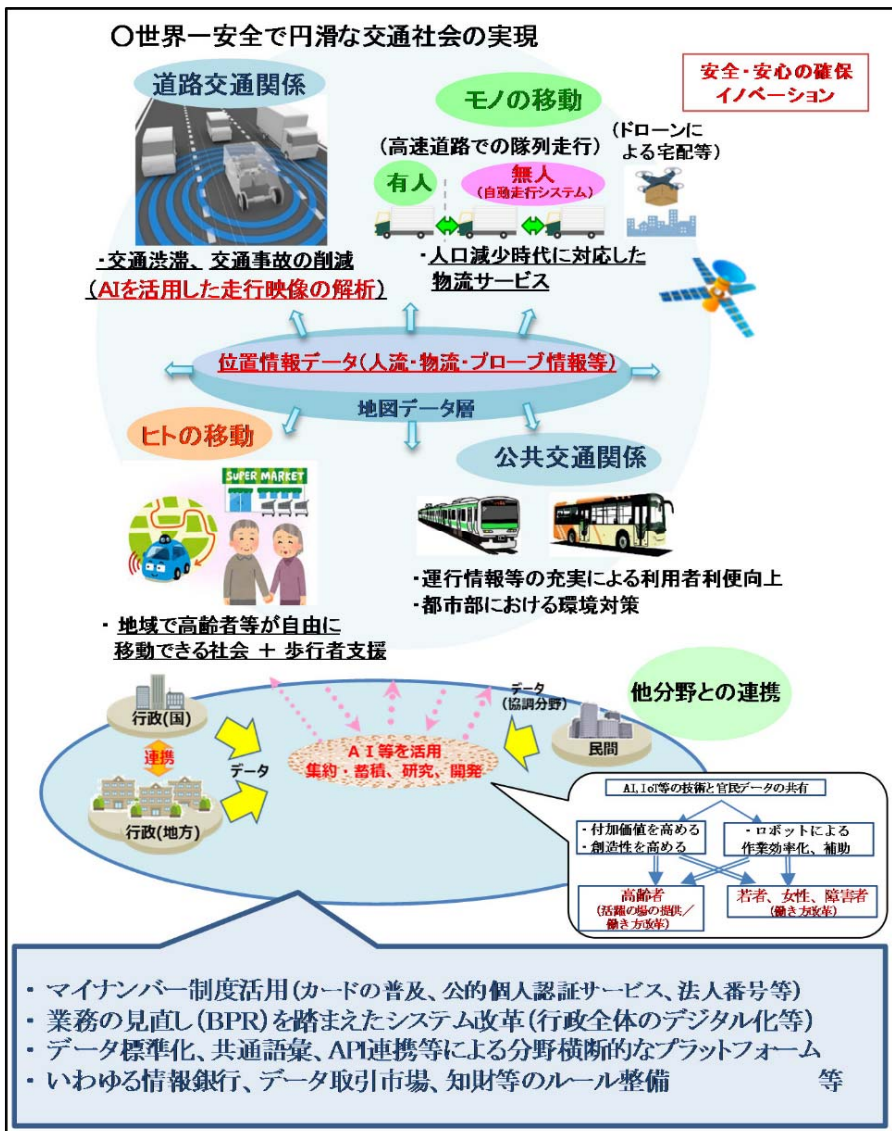 〇世界一安全で円滑な交通社会の実現
道路交通関係
モノの移動
安全・安心の確保
イノベーション
(高速道路での隊列走行)
(ドローンに
よる宅配等)
有人
無人
(自動走行システム)
・交通渋滞、交通事故の削減
(AIを活用した走行映像の解析)
・人口減少時代に対応した
物流サービス
位置情報データ(人流・物流・プローブ情報等)
地図データ層
ヒトの移動
公共交通関係
SUPER MARKET
・運行情報等の充実による利用者利便向上
・都市部における環境対策
・地域で高齢者等が自由に
移動できる社会 + 歩行者支援
他分野との連携
行政(国)
連携
行政(地方)
データ
AI等を活用
集約・蓄積、研究、開発
データ
(協調分野)
民間
AI,IoT等の技術と官民データの共有
・付加価値を高める
・創造性を高める
・ロボットによる
作業効率化、補助
高齢者
(活躍の場の提供/
働き方改革)
若者、女性、障害者
(働き方改革)
・マイナンバー制度活用(カードの普及、公的個人認証サービス、法人番号等)
・業務の見直し(BPR)を踏まえたシステム改革(行政全体のデジタル化等)
・データ標準化、共通語彙、API連携等による分野横断的なプラットフォーム
・いわゆる情報銀行、データ取引市場、知財等のルール整備 等